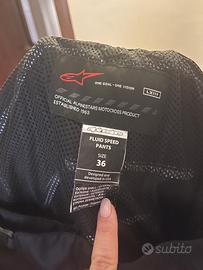 ONE GOAL - ONE VISION
OFFICIAL ALPINESTARS MOTOCROSS PRODUCT
ESTABLISHED IN 1963
FLUID SPEED
PANTS
SIZE
36
Designed and
developed in
subito